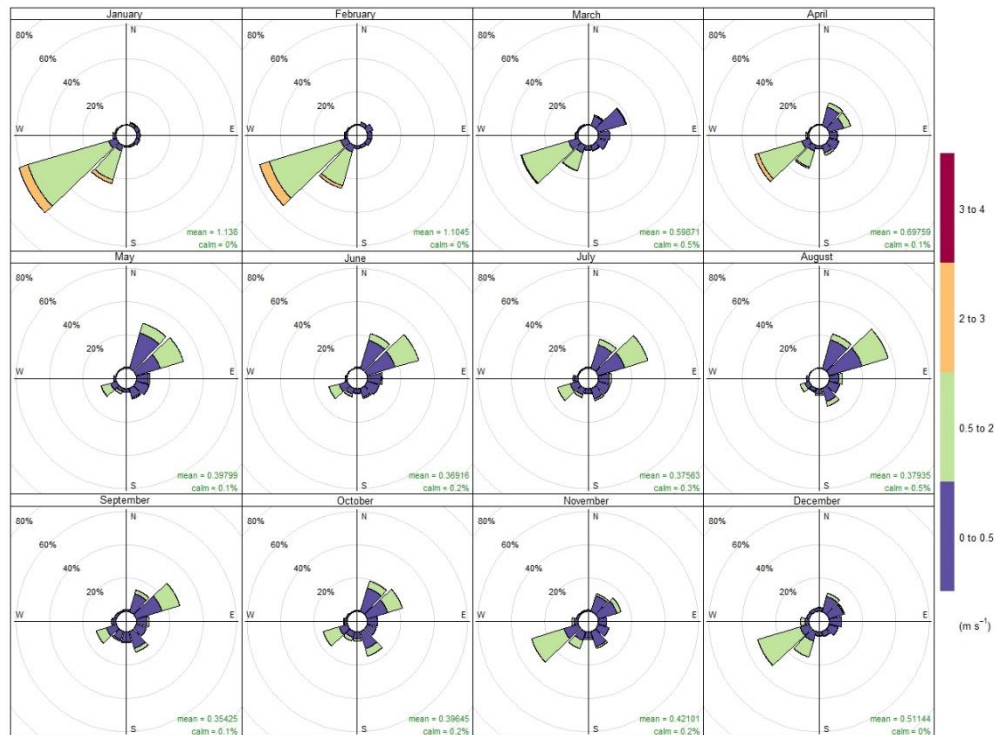 January
80%
N
60%
40%
20%
W
E
S
mean = 1.138
calm = 0%
February
80%
N
60%
40%
20%
W
E
S
mean = 1.1045
calm = 0%
March
80%
N
60%
40%
20%
W
E
S
mean = 0.59871
calm = 0.5%
April
80%
N
60%
40%
20%
W
E
S
mean = 0.69759
calm = 0.1%
May
80%
N
60%
40%
20%
W
E
S
mean = 0.39799
calm = 0.1%
June
80%
N
60%
40%
20%
W
E
S
mean = 0.36916
calm = 0.2%
July
80%
N
60%
40%
20%
W
E
S
mean = 0.37563
calm = 0.3%
August
80%
N
60%
40%
20%
W
E
S
mean = 0.37935
calm = 0.5%
September
80%
N
60%
40%
20%
W
E
S
mean = 0.35425
calm = 0.1%
October
80%
N
60%
40%
20%
W
E
S
mean = 0.39645
calm = 0.2%
November
80%
N
60%
40%
20%
W
E
S
mean = 0.42101
calm = 0.2%
December
80%
N
60%
40%
20%
W
E
S
mean = 0.51144
calm = 0%
3 to 4
2 to 3
0.5 to 2
0 to 0.5
(m s⁻¹)